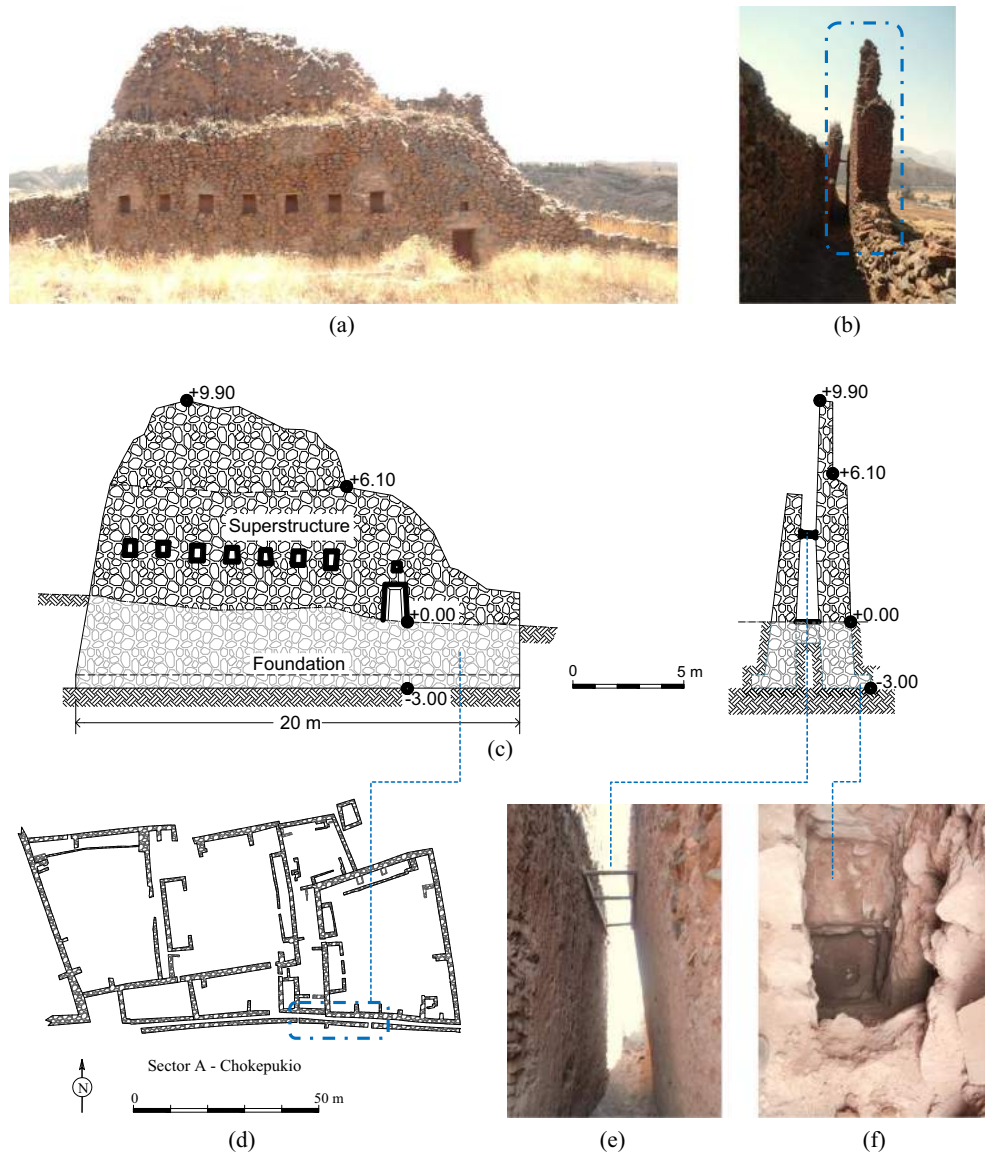 (a)
(b)
+9.90
+6.10
Superstructure
+0.00
Foundation
-3.00
20 m
+9.90
+6.10
+0.00
-3.00
0 5 m
(c)
Sector A - Chokepukio
N
0 50 m
(d)
(e)
(f)